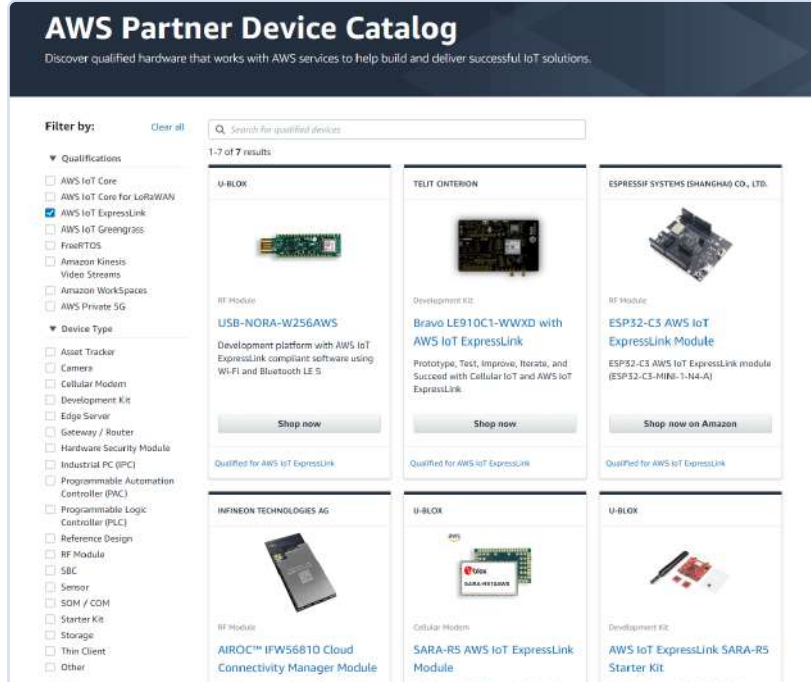 AWS Partner Device Catalog
Discover qualified hardware that works with AWS services to help build and deliver successful IoT solutions.
Filter by:
Clear all
Qualifications
AWS IoT Core
AWS IoT Core for LoRaWAN
AWS IoT ExpressLink
AWS IoT Greengrass
FreeRTOS
Amazon Kinesis
Video Streams
Amazon WorkSpaces
AWS Private 5G
Device Type
Asset Tracker
Camera
Cellular Modem
Development Kit
Edge Server
Gateway / Router
Hardware Security Module
Industrial PC (IPC)
Programmable Automation
Controller (PAC)
Programmable Logic
Controller (PLC)
Reference Design
RF Module
SBC
Sensor
SOM / COM
Starter Kit
Storage
Thin Client
Other
Search for qualified devices
1-7 of 7 results
U-BLOX
RF Module
USB-NORA-W256AWS
Development platform with AWS IoT
ExpressLink compliant software using
Wi-Fi and Bluetooth LE 5
Shop now
Qualified for AWS IoT ExpressLink
TELIT CINTERION
Development Kit
Bravo LE910C1-WWXD with
AWS IoT ExpressLink
Prototype, Test, Improve, Iterate, and
Succeed with Cellular IoT and AWS IoT
ExpressLink
Shop now
Qualified for AWS IoT ExpressLink
ESPRESSIF SYSTEMS (SHANGHAI) CO., LTD.
RF Module
ESP32-C3 AWS IoT
ExpressLink Module
ESP32-C3 AWS IoT ExpressLink module
(ESP32-C3-MINI-1-N4-A)
Shop now on Amazon
Qualified for AWS IoT ExpressLink
INFINEON TECHNOLOGIES AG
RF Module
AIROC™ IFW56810 Cloud
Connectivity Manager Module
U-BLOX
aws
ublox
Cellular Modem
SARA-R5 AWS IoT ExpressLink
Module
U-BLOX
Development Kit
AWS IoT ExpressLink SARA-R5
Starter Kit